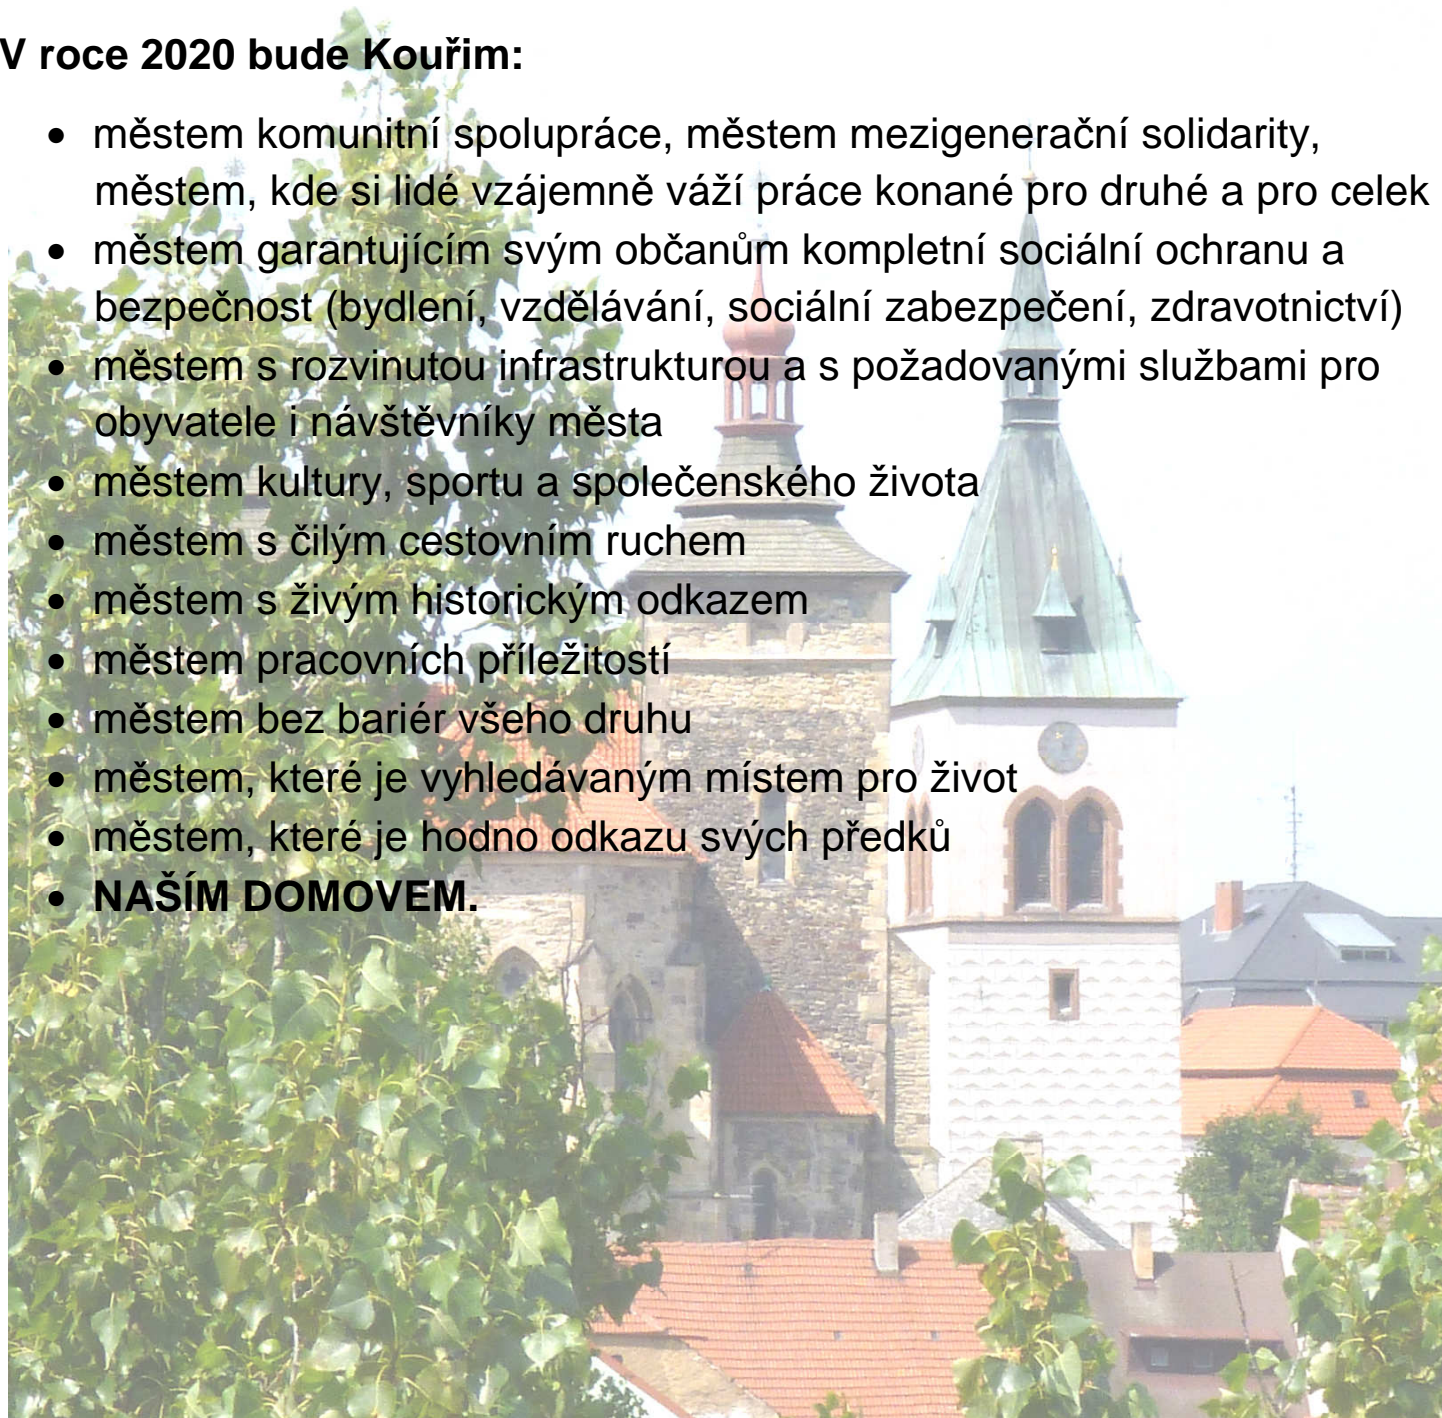 V roce 2020 bude Kouřim:
• městem komunitní spolupráce, městem mezigenerační solidarity,
městem, kde si lidé vzájemně váží práce konané pro druhé a pro celek
• městem garantujícím svým občanům kompletní sociální ochranu a
bezpečnost (bydlení, vzdělávání, sociální zabezpečení, zdravotnictví)
• městem s rozvinutou infrastrukturou a s požadovanými službami pro
obyvatele i návštěvníky města
• městem kultury, sportu a společenského života
• městem s čilým cestovním ruchem
• městem s živým historickým odkazem
• městem pracovních příležitostí
• městem bez bariér všeho druhu
• městem, které je vyhledávaným místem pro život
• městem, které je hodno odkazu svých předků
• NAŠÍM DOMOVEM.